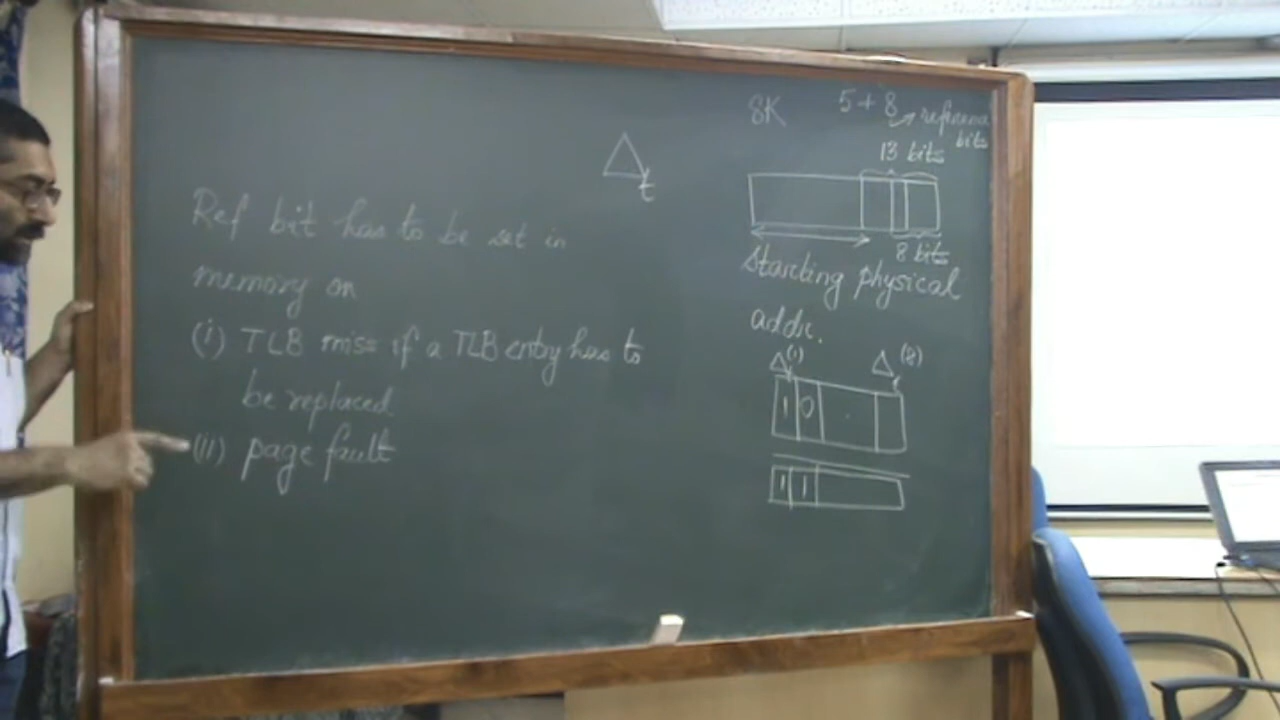 Ref bit has to be set in
memory on
(i) TLB miss if a TLB entry has to
be replaced
(ii) page fault
Δt
8K 5 + 8 → reference
bits
13 bits
8 bits
starting physical
addr.
Δ(1) Δ(8)
1 0 .
1 1